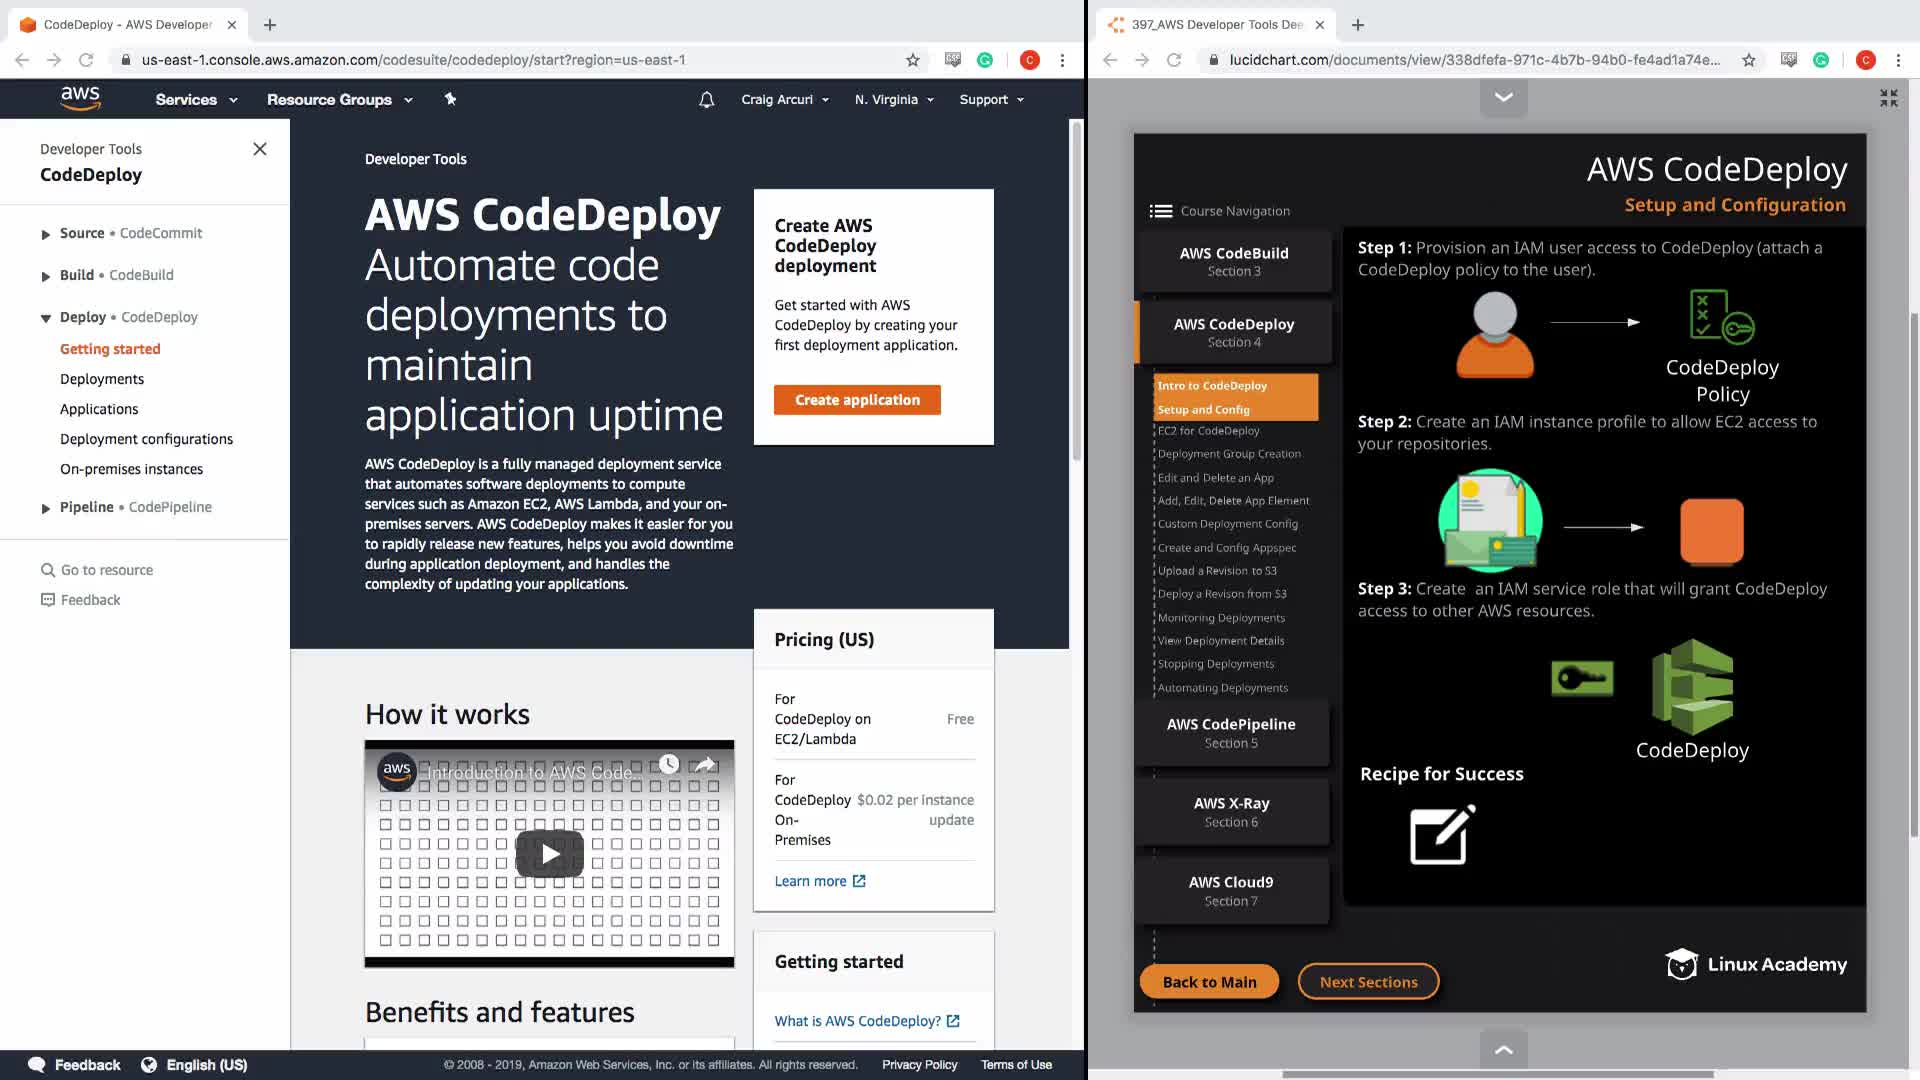 CodeDeploy - AWS Developer
us-east-1.console.aws.amazon.com/codesuite/codedeploy/start?region=us-east-1
C
aws
Services
Resource Groups
Craig Arcuri
N. Virginia
Support
Developer Tools
CodeDeploy
Source • CodeCommit
Build • CodeBuild
Deploy • CodeDeploy
Getting started
Deployments
Applications
Deployment configurations
On-premises instances
Pipeline • CodePipeline
Go to resource
Feedback
Developer Tools
AWS CodeDeploy
Automate code
deployments to
maintain
application uptime
AWS CodeDeploy is a fully managed deployment service
that automates software deployments to compute
services such as Amazon EC2, AWS Lambda, and your on-
premises servers. AWS CodeDeploy makes it easier for you
to rapidly release new features, helps you avoid downtime
during application deployment, and handles the
complexity of updating your applications.
Create AWS
CodeDeploy
deployment
Get started with AWS
CodeDeploy by creating your
first deployment application.
Create application
Pricing (US)
For
CodeDeploy on
EC2/Lambda
Free
For
CodeDeploy
On-
Premises
$0.02 per instance
update
Learn more
Getting started
What is AWS CodeDeploy?
How it works
aws
Introduction to AWS Code...
Benefits and features
Feedback
English (US)
© 2008 - 2019, Amazon Web Services, Inc. or its affiliates. All rights reserved.
Privacy Policy
Terms of Use
397_AWS Developer Tools Dee
lucidchart.com/documents/view/338dfefa-971c-4b7b-94b0-fe4ad1a74e...
C
AWS CodeDeploy
Setup and Configuration
Course Navigation
AWS CodeBuild
Section 3
AWS CodeDeploy
Section 4
Intro to CodeDeploy
Setup and Config
EC2 for CodeDeploy
Deployment Group Creation
Edit and Delete an App
Add, Edit, Delete App Element
Custom Deployment Config
Create and Config Appspec
Upload a Revision to S3
Deploy a Revison from S3
Monitoring Deployments
View Deployment Details
Stopping Deployments
Automating Deployments
AWS CodePipeline
Section 5
AWS X-Ray
Section 6
AWS Cloud9
Section 7
Back to Main
Next Sections
Step 1: Provision an IAM user access to CodeDeploy (attach a
CodeDeploy policy to the user).
CodeDeploy
Policy
Step 2: Create an IAM instance profile to allow EC2 access to
your repositories.
Step 3: Create an IAM service role that will grant CodeDeploy
access to other AWS resources.
CodeDeploy
Recipe for Success
Linux Academy